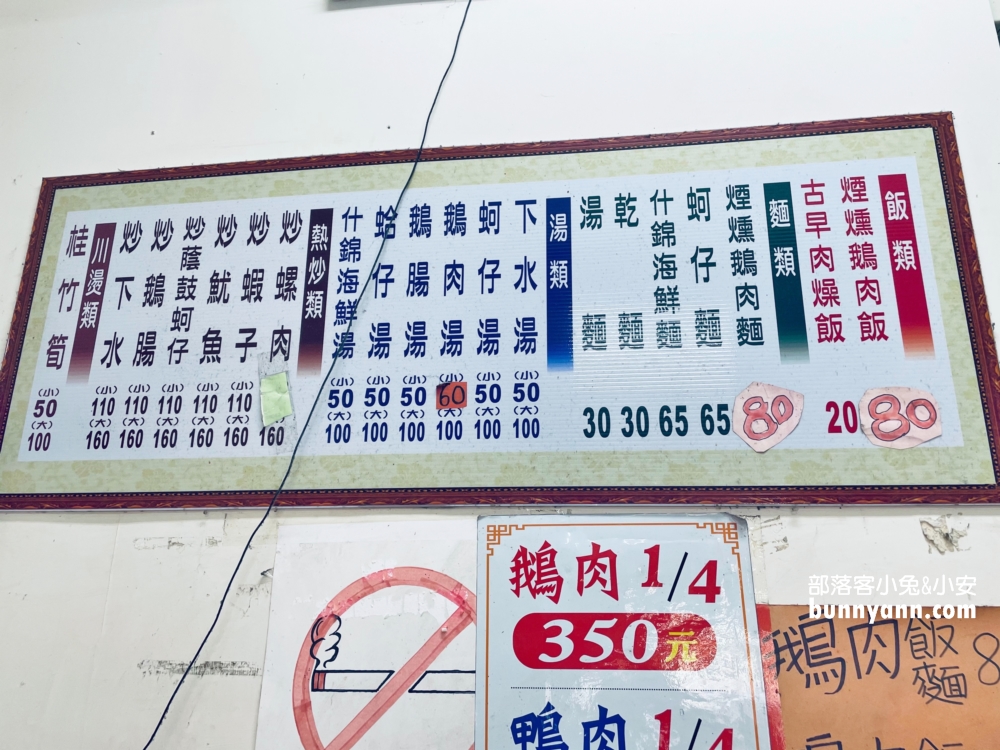 飯類
煙燻鵝肉飯 80
古早肉燥飯 20
麵類
煙燻鵝肉麵 80
蚵仔麵 65
什錦海鮮麵 65
乾麵 30
湯麵 30
湯類
下水湯 (小) 50 (大) 100
蚵仔湯 (小) 50 (大) 100
鵝肉湯 (小) 60 (大) 100
鵝腸湯 (小) 50 (大) 100
蛤仔湯 (小) 50 (大) 100
什錦海鮮湯 (小) 50 (大) 100
熱炒類
炒螺肉 160
炒蝦子 (小) 110 (大) 160
炒魷魚 (小) 110 (大) 160
炒蔭鼓蚵仔 (小) 110 (大) 160
炒鵝腸 (小) 110 (大) 160
炒下水 (小) 110 (大) 160
川燙類
桂竹筍 (小) 50 (大) 100
鵝肉 1/4
350元
鴨肉 1/4
鵝肉飯麵 8
部落客小兔&小安
bunnyann.com